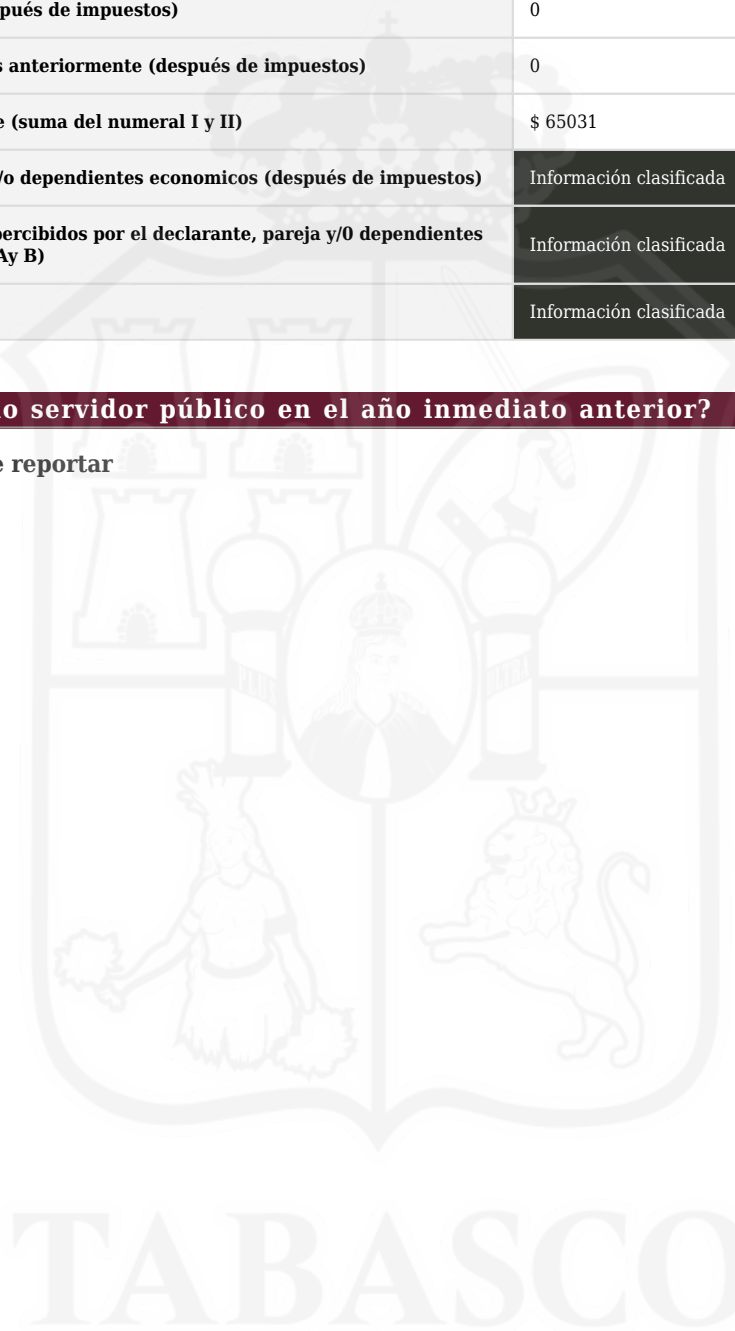 pués de impuestos)
0
s anteriormente (después de impuestos)
0
e (suma del numeral I y II)
$ 65031
/o dependientes economicos (después de impuestos)
Información clasificada
percibidos por el declarante, pareja y/0 dependientes
Ay B)
Información clasificada
Información clasificada
o servidor público en el año inmediato anterior?
e reportar
PLUS
ULTRA
TABASCO